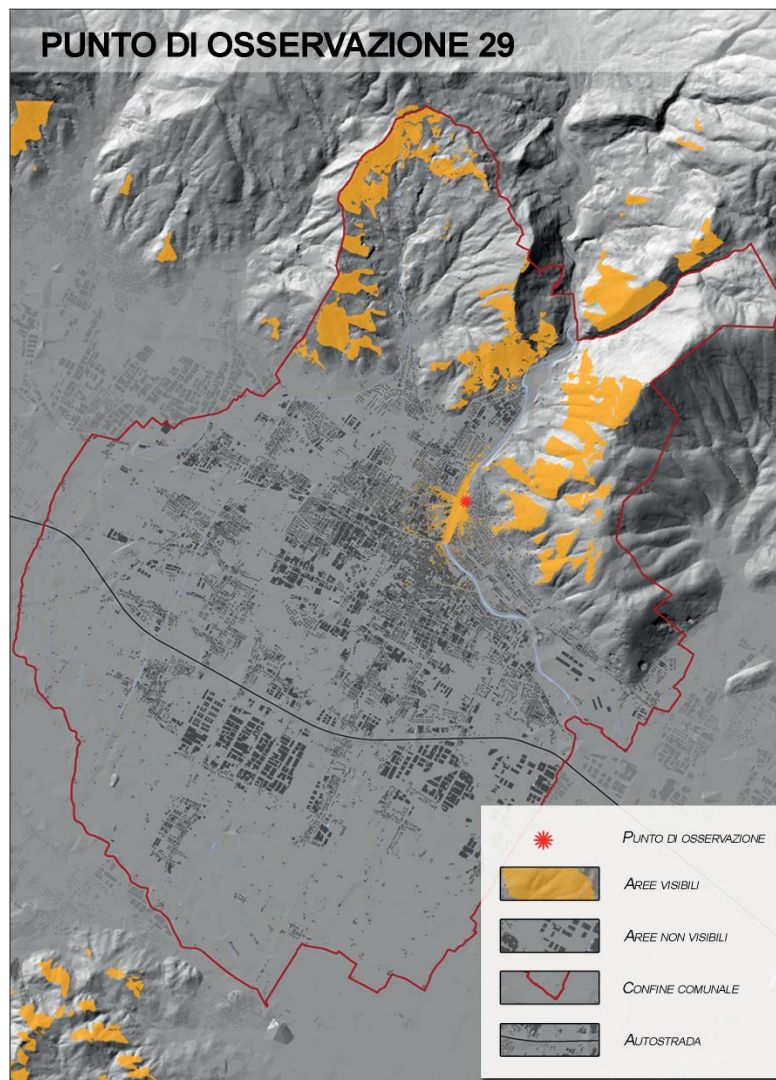 PUNTO DI OSSERVAZIONE 29
PUNTO DI OSSERVAZIONE
AREE VISIBILI
AREE NON VISIBILI
CONFINE COMUNALE
AUTOSTRADA